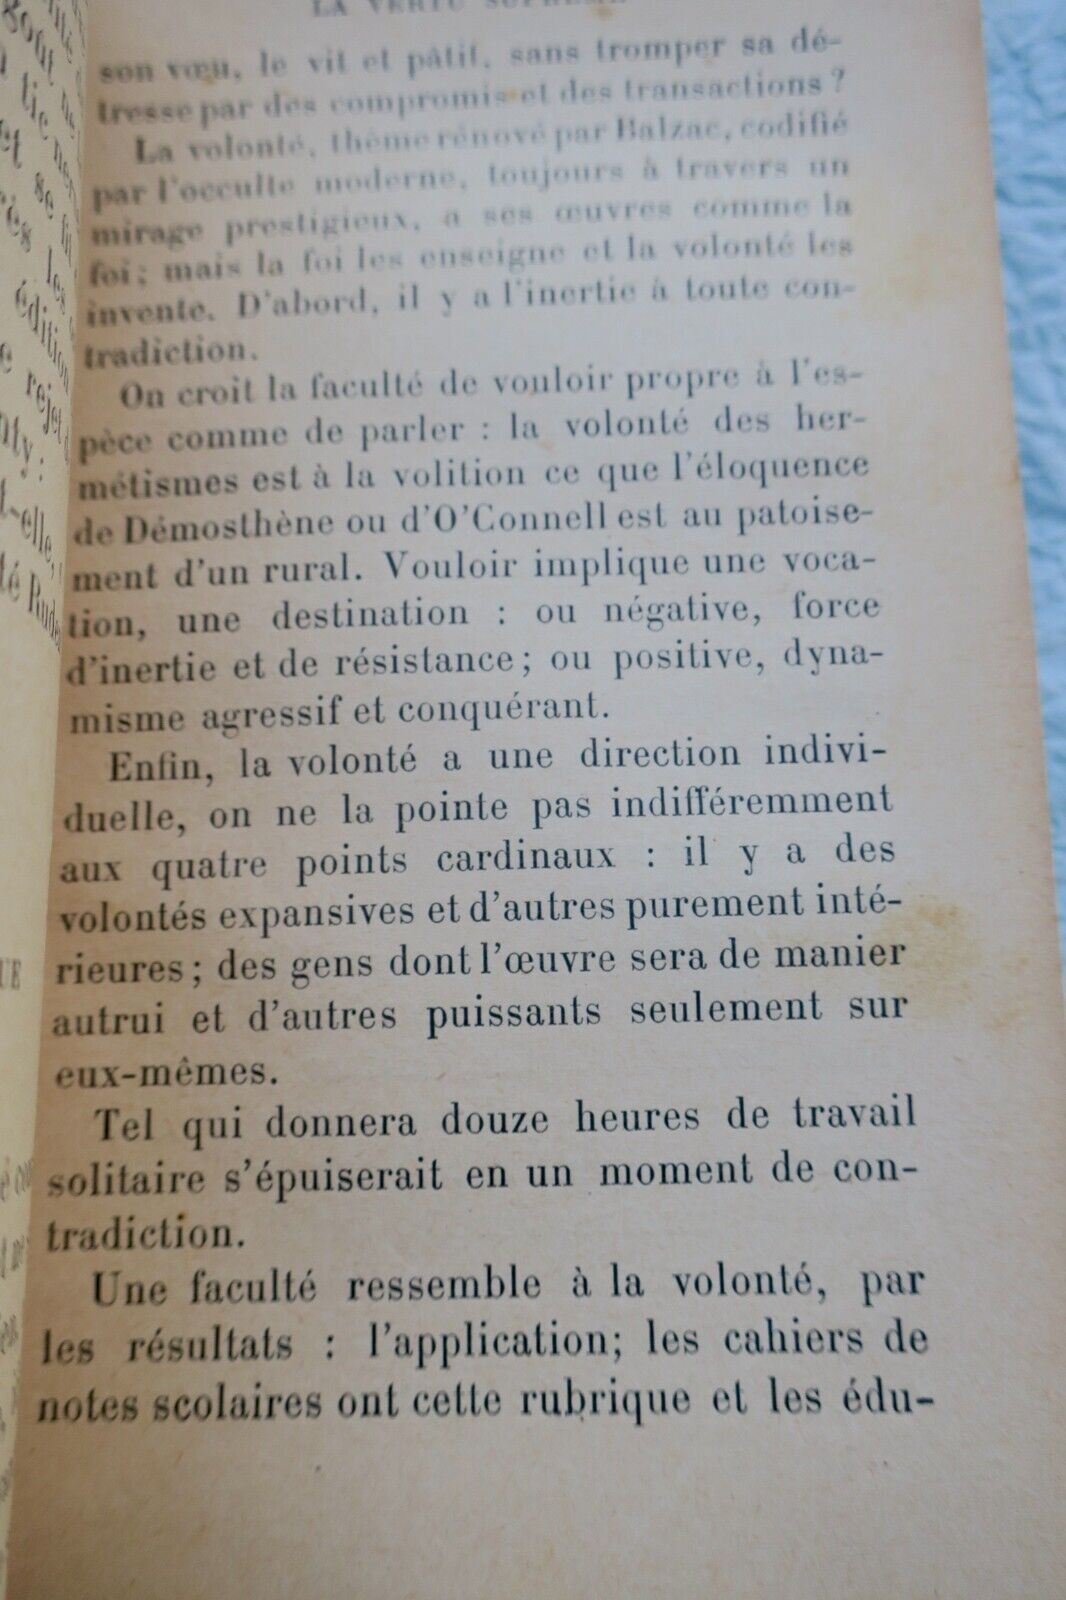 LA VERTU SUPRÊME
son vœu, le vit et pâtit, sans tromper sa dé-
tresse par des compromis et des transactions ?
La volonté, thème rénové par Balzac, codifié
par l'occulte moderne, toujours à travers un
mirage prestigieux, a ses œuvres comme la
foi ; mais la foi les enseigne et la volonté les
invente. D'abord, il y a l'inertie à toute con-
tradiction.
On croit la faculté de vouloir propre à l'es-
pèce comme de parler : la volonté des her-
métismes est à la volition ce que l'éloquence
de Démosthène ou d'O'Connell est au patoise-
ment d'un rural. Vouloir implique une voca-
tion, une destination : ou négative, force
d'inertie et de résistance ; ou positive, dyna-
misme agressif et conquérant.
Enfin, la volonté a une direction indivi-
duelle, on ne la pointe pas indifféremment
aux quatre points cardinaux : il y a des
volontés expansives et d'autres purement inté-
rieures ; des gens dont l'œuvre sera de manier
autrui et d'autres puissants seulement sur
eux-mêmes.
Tel qui donnera douze heures de travail
solitaire s'épuiserait en un moment de con-
tradiction.
Une faculté ressemble à la volonté, par
les résultats : l'application; les cahiers de
notes scolaires ont cette rubrique et les édu-